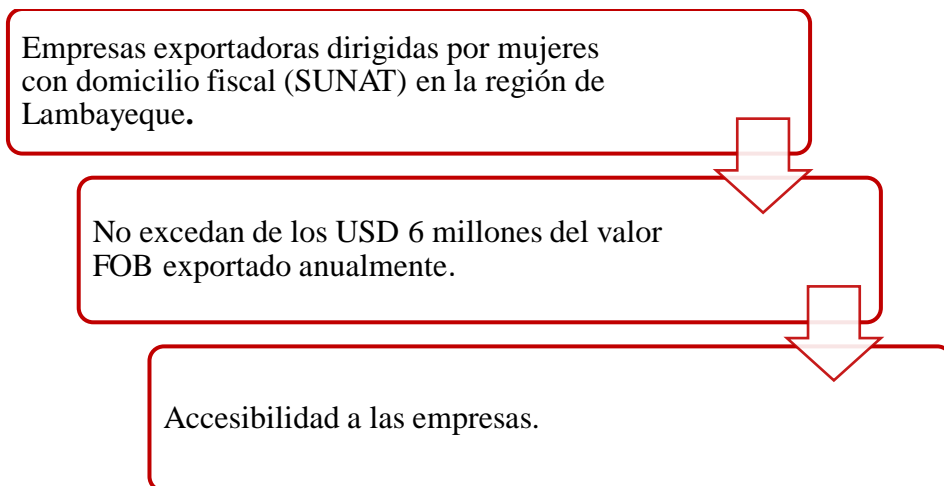 Empresas exportadoras dirigidas por mujeres
con domicilio fiscal (SUNAT) en la región de
Lambayeque.
No excedan de los USD 6 millones del valor
FOB exportado anualmente.
Accesibilidad a las empresas.